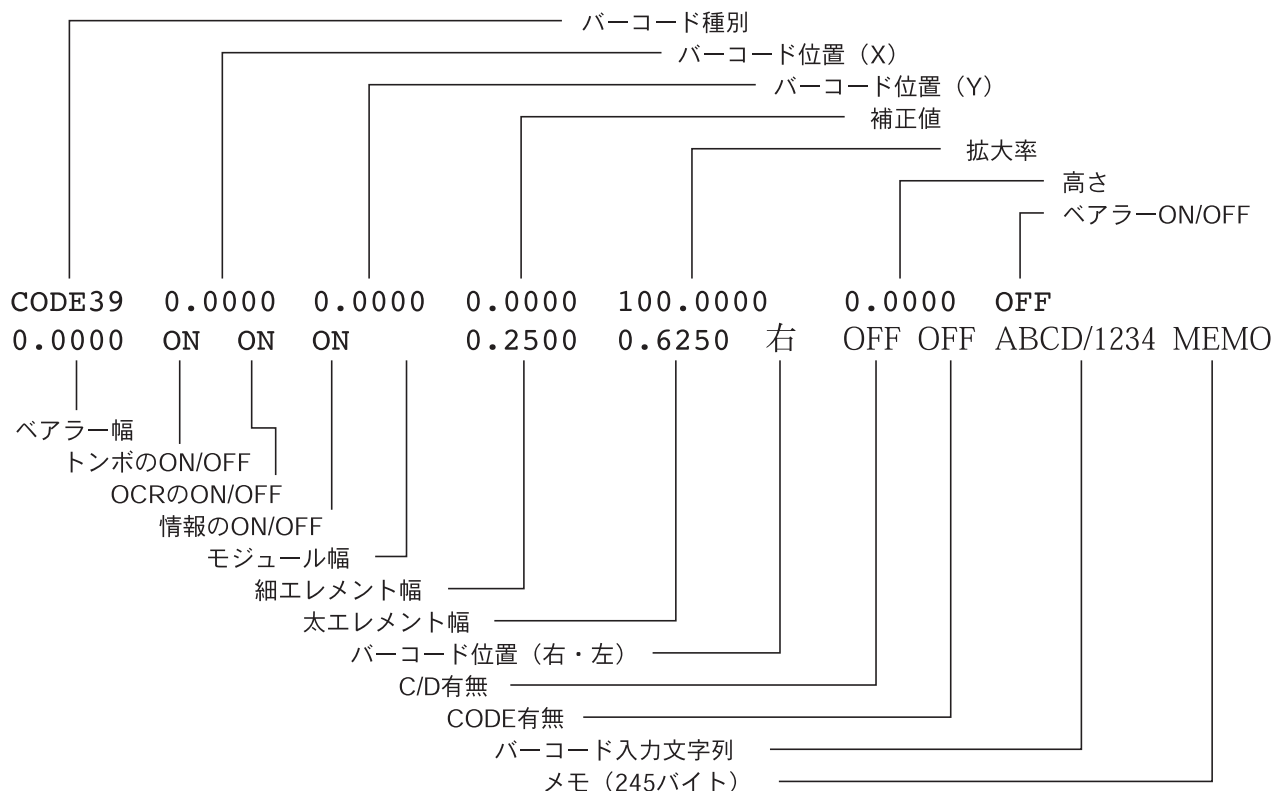 バーコード種別
バーコード位置（X）
バーコード位置（Y）
補正値
拡大率
高さ
ベアラーON/OFF
CODE39 0.0000 0.0000 0.0000 100.0000 0.0000 OFF
0.0000 ON ON ON 0.2500 0.6250 右 OFF OFF ABCD/1234 MEMO
ベアラー幅
トンボのON/OFF
OCRのON/OFF
情報のON/OFF
モジュール幅
細エレメント幅
太エレメント幅
バーコード位置（右・左）
C/D有無
CODE有無
バーコード入力文字列
メモ（245バイト）